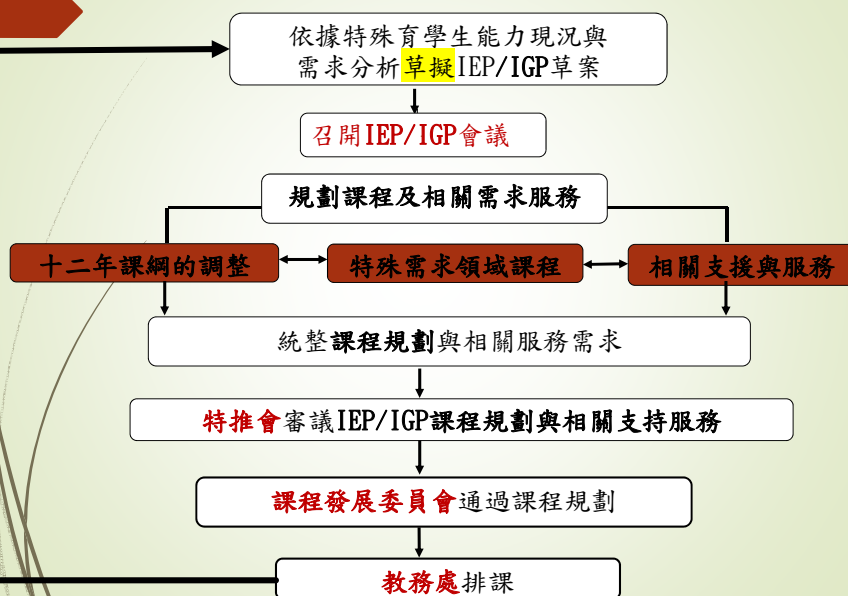 依據特殊育學生能力現況與
需求分析草擬IEP/IGP草案
召開IEP/IGP會議
規劃課程及相關需求服務
十二年課綱的調整
特殊需求領域課程
相關支援與服務
統整課程規劃與相關服務需求
特推會審議IEP/IGP課程規劃與相關支持服務
課程發展委員會通過課程規劃
教務處排課